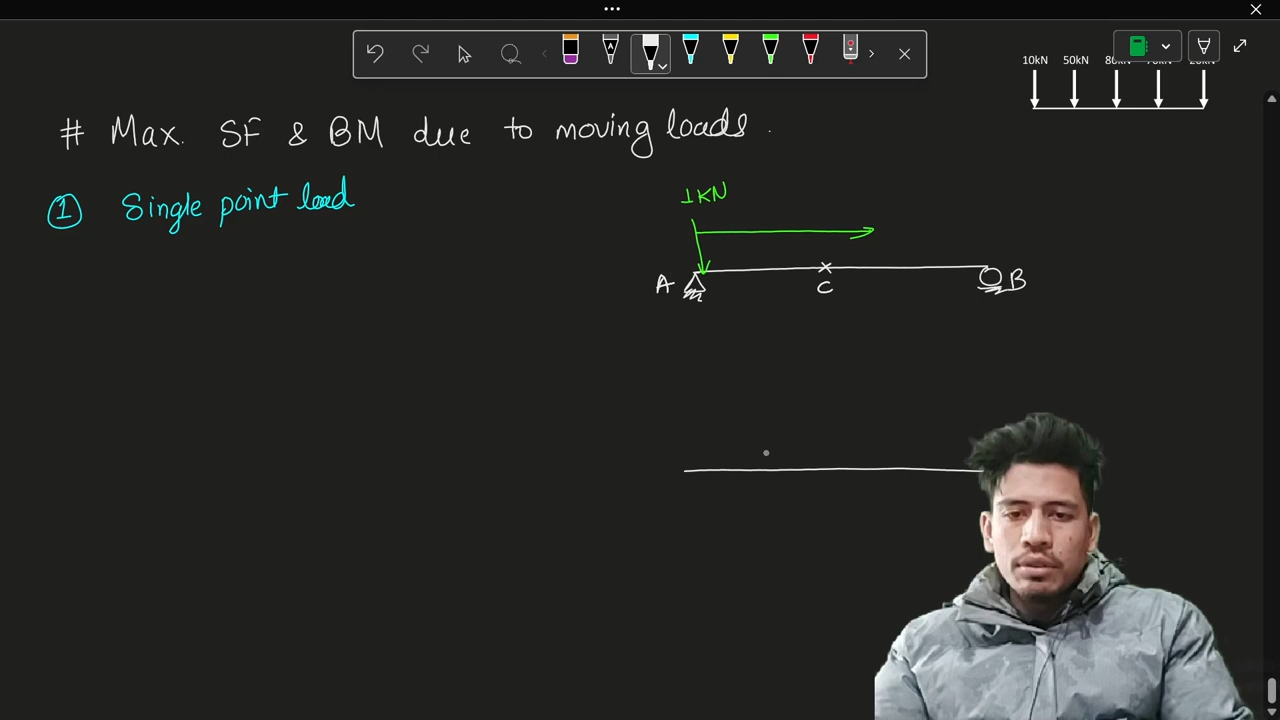 10kN 50kN
# Max. SF & BM due to moving loads.
① Single point load
1KN
A
C
B